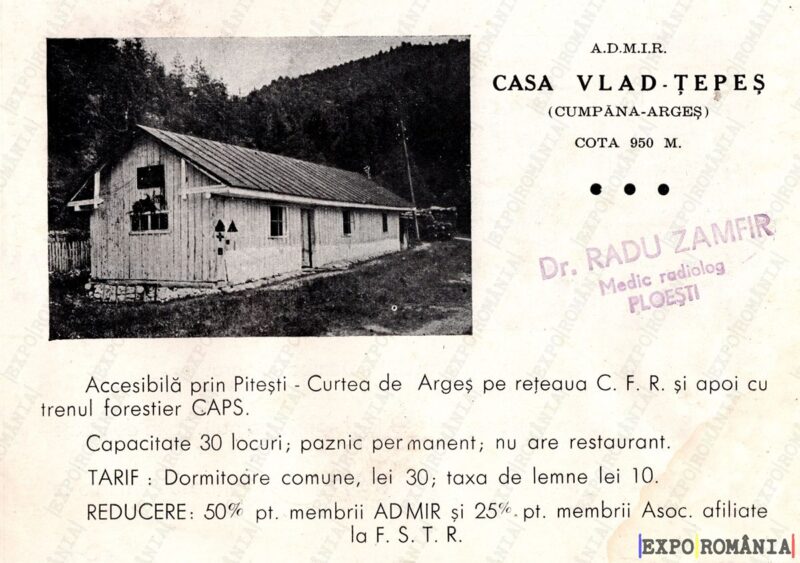 A.D.M.I.R.
CASA VLAD-ȚEPEȘ
(CUMPĂNA-ARGEȘ)
COTA 950 M.
Dr. RADU ZAMFIR
Medic radiolog
PLOEȘTI
Accesibilă prin Pitești - Curtea de Argeș pe rețeaua C. F. R. și apoi cu
trenul forestier CAPS.
Capacitate 30 locuri; paznic permanent; nu are restaurant.
TARIF : Dormitoare comune, lei 30; taxa de lemne lei 10.
REDUCERE: 50% pt. membrii ADMIR și 25%. pt. membrii Asoc. afiliate
la F. S. T. R.
|EXPO|ROMÂNIA|